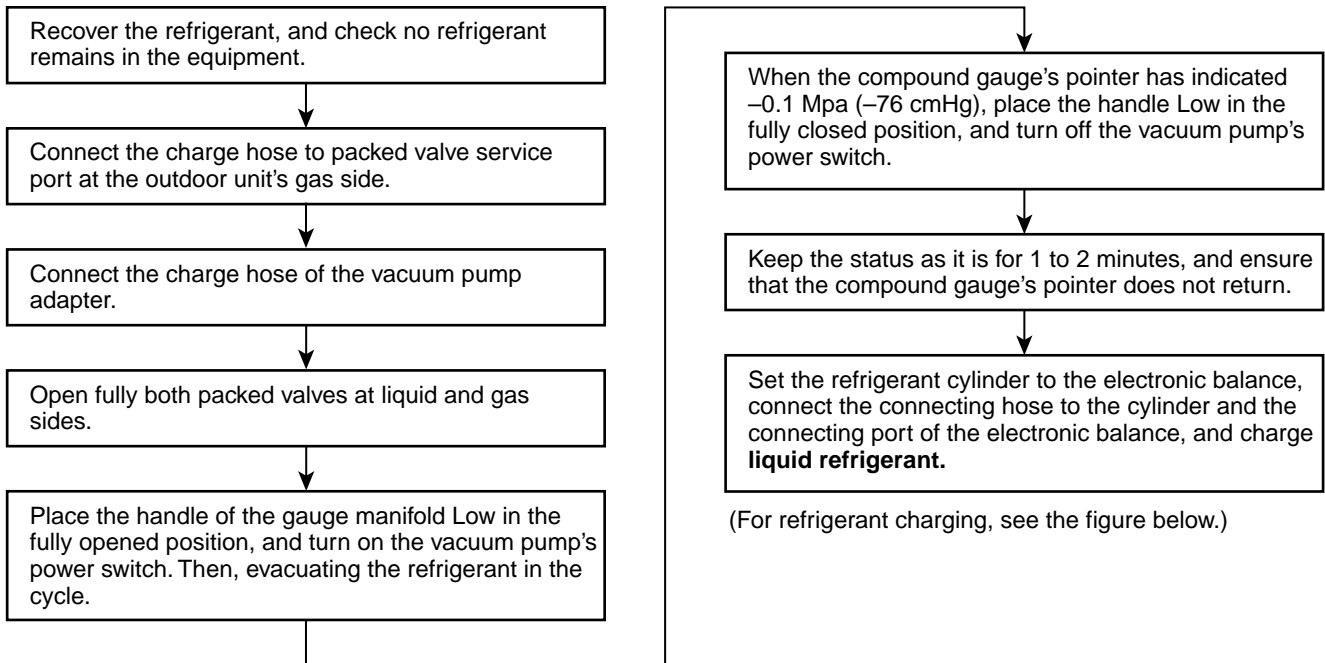 Recover the refrigerant, and check no refrigerant
remains in the equipment.
Connect the charge hose to packed valve service
port at the outdoor unit's gas side.
Connect the charge hose of the vacuum pump
adapter.
Open fully both packed valves at liquid and gas
sides.
Place the handle of the gauge manifold Low in the
fully opened position, and turn on the vacuum pump's
power switch. Then, evacuating the refrigerant in the
cycle.
When the compound gauge's pointer has indicated
–0.1 Mpa (–76 cmHg), place the handle Low in the
fully closed position, and turn off the vacuum pump's
power switch.
Keep the status as it is for 1 to 2 minutes, and ensure
that the compound gauge's pointer does not return.
Set the refrigerant cylinder to the electronic balance,
connect the connecting hose to the cylinder and the
connecting port of the electronic balance, and charge
liquid refrigerant.
(For refrigerant charging, see the figure below.)